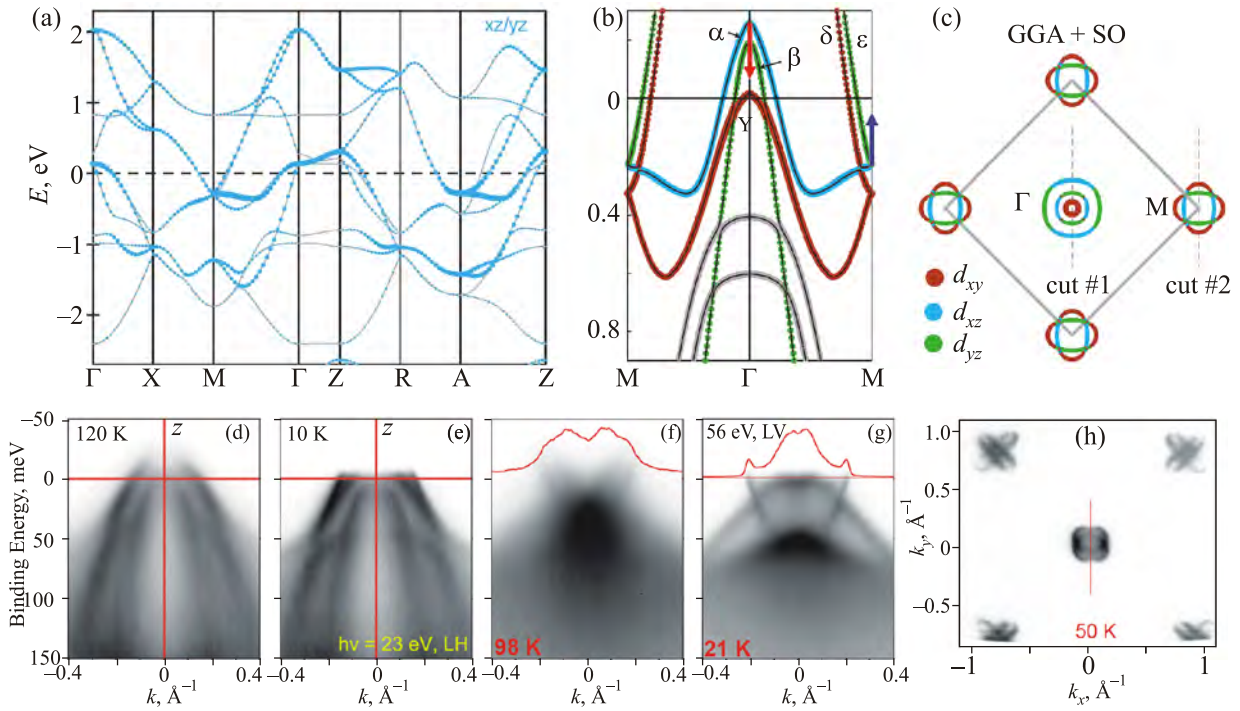 (a)
xz/yz
2
1
0
−1
−2
E, eV
Γ X M Γ Z R A Z
(b)
α
β
δ
ε
γ
0
0.4
0.8
M Γ M
(c)
GGA + SO
Γ
M
cut #1
cut #2
d_xy
d_xz
d_yz
120 K
z
(d)
10 K
z
(e)
hν = 23 eV, LH
(f)
98 K
56 eV, LV
(g)
21 K
(h)
50 K
−50
0
50
100
150
Binding Energy, meV
−0.4 0 0.4
k, Å⁻¹
−0.4 0 0.4
k, Å⁻¹
−0.4 0 0.4
k, Å⁻¹
−0.4 0 0.4
k, Å⁻¹
1.0
0.5
0
−0.5
k_y, Å⁻¹
−1 0 1
k_x, Å⁻¹